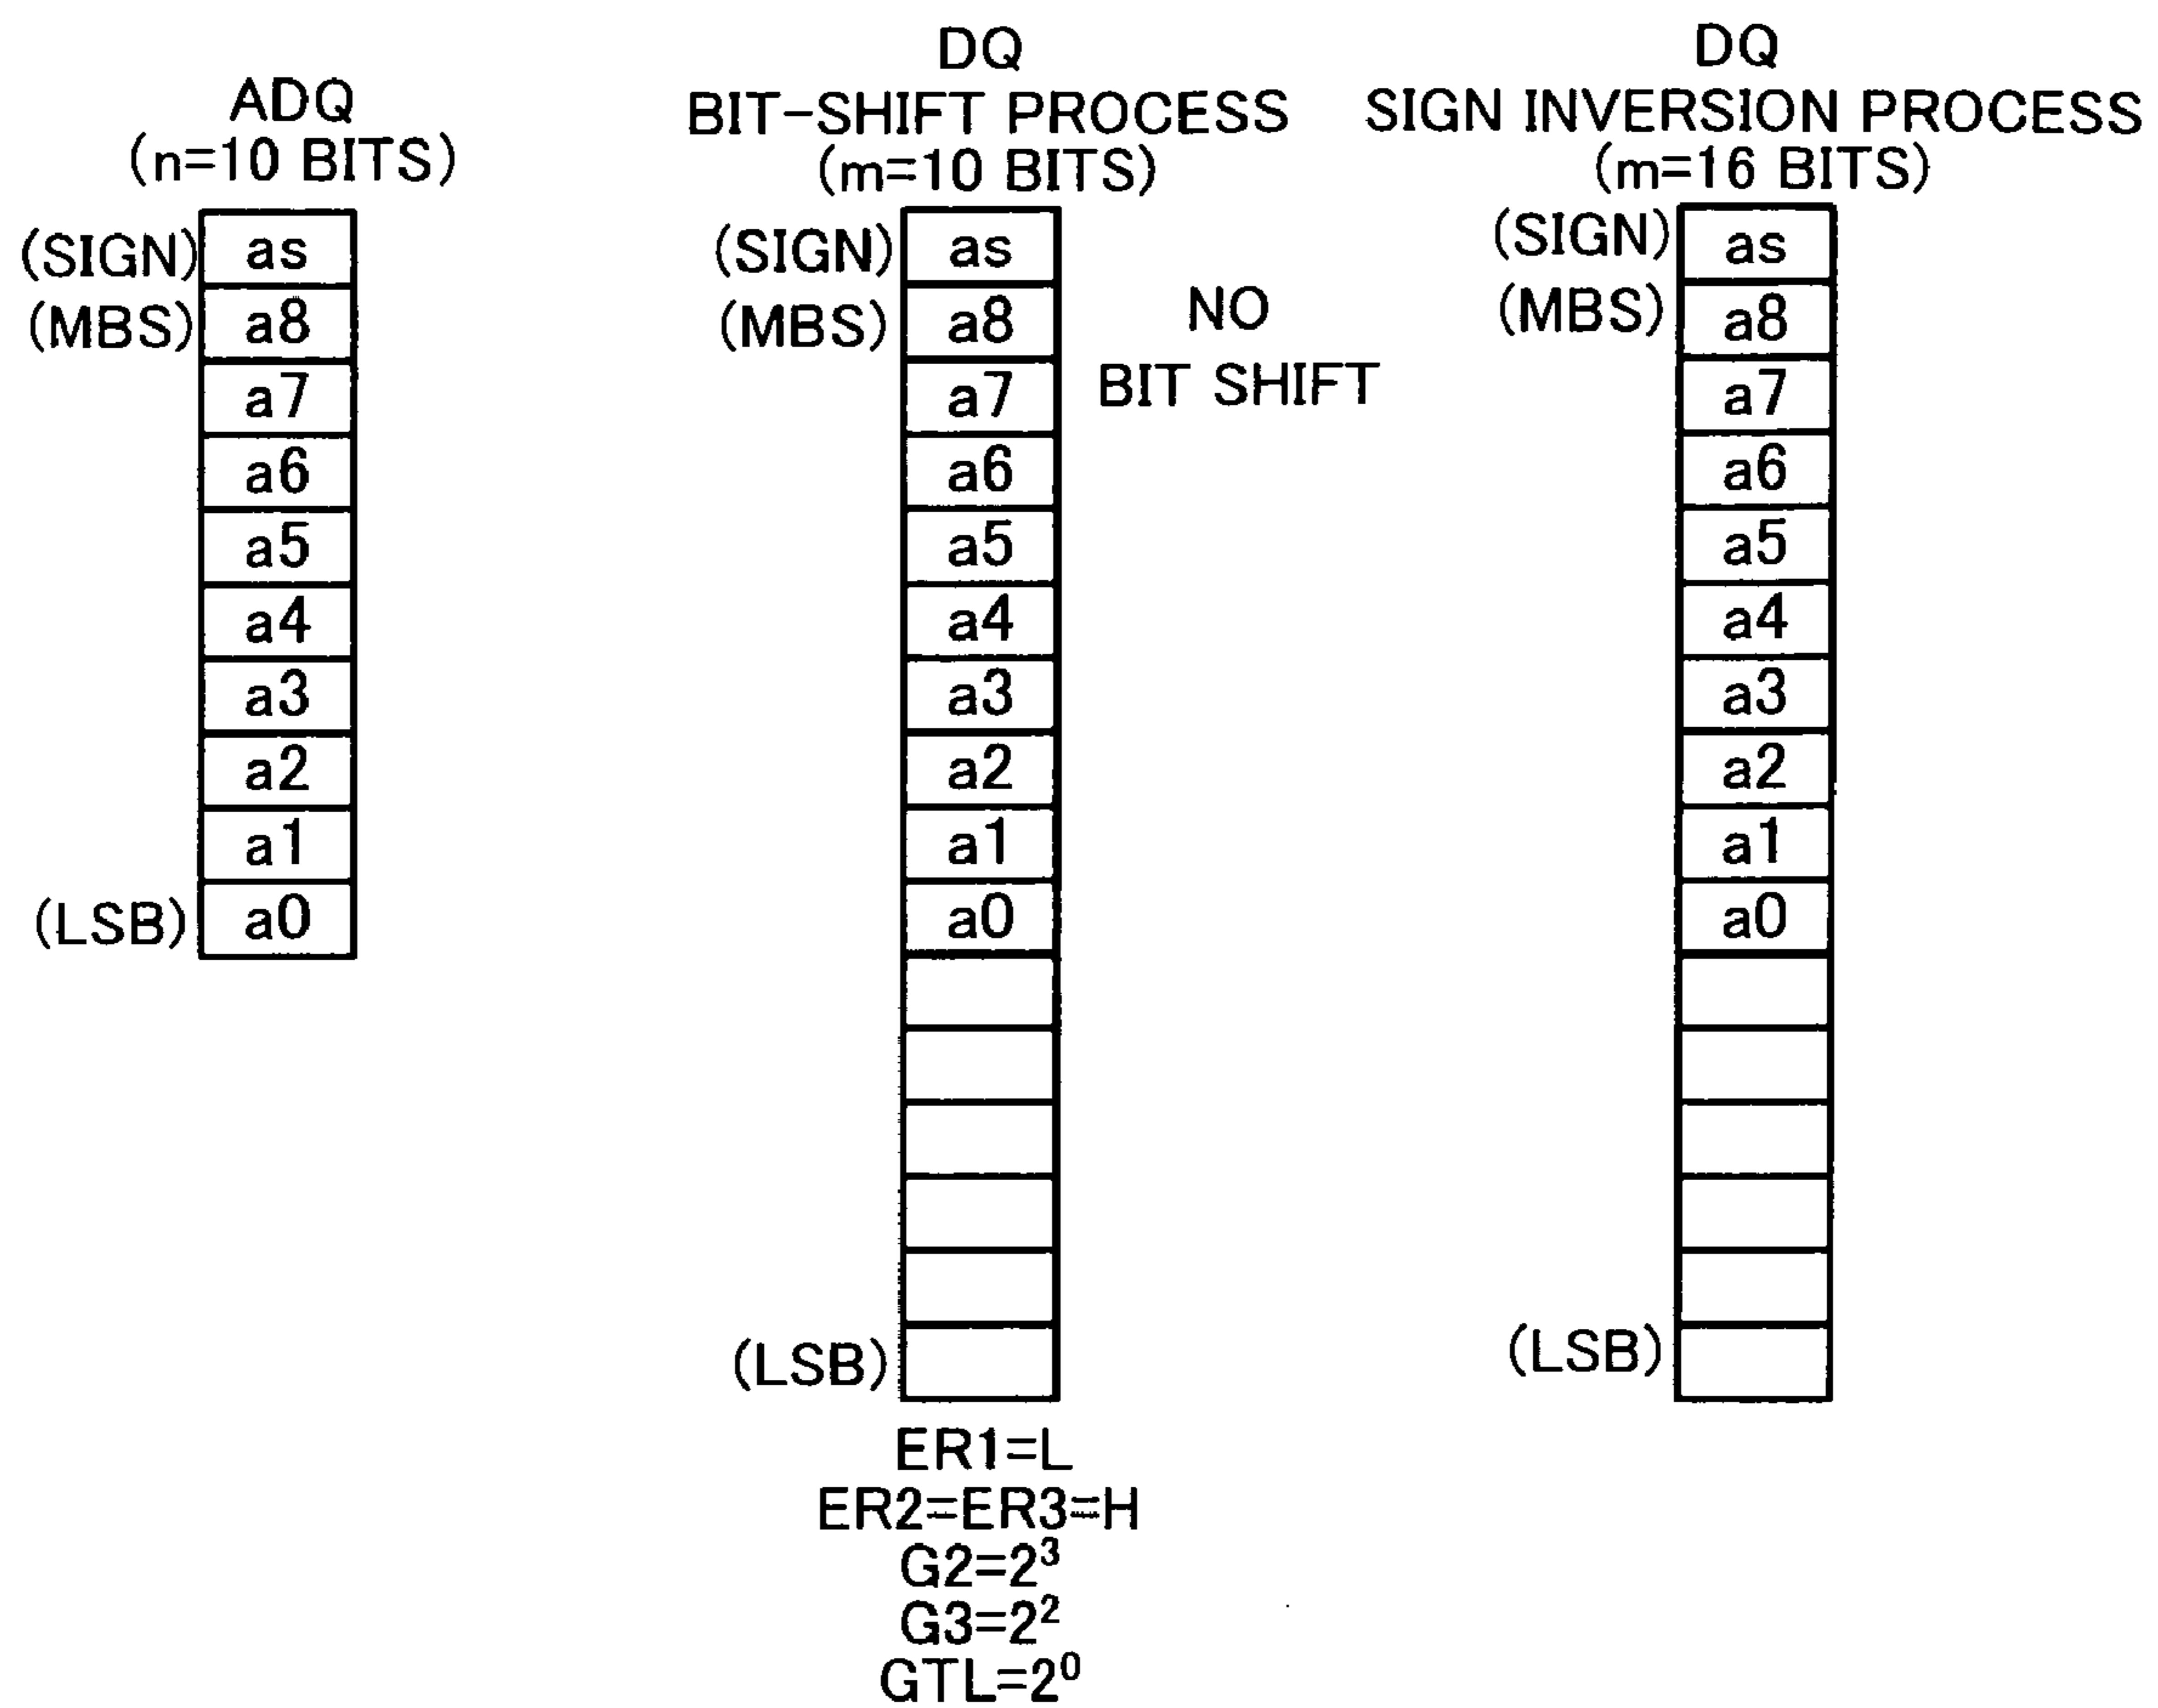 ADQ
(n=10 BITS)
(SIGN) as
(MBS) a8
a7
a6
a5
a4
a3
a2
a1
(LSB) a0
DQ
BIT-SHIFT PROCESS
(m=10 BITS)
(SIGN) as
(MBS) a8
a7
a6
a5
a4
a3
a2
a1
a0
(LSB)
NO
BIT SHIFT
ER1=L
ER2=ER3=H
G2=2³
G3=2²
GTL=2⁰
DQ
SIGN INVERSION PROCESS
(m=16 BITS)
(SIGN) as
(MBS) a8
a7
a6
a5
a4
a3
a2
a1
a0
(LSB)